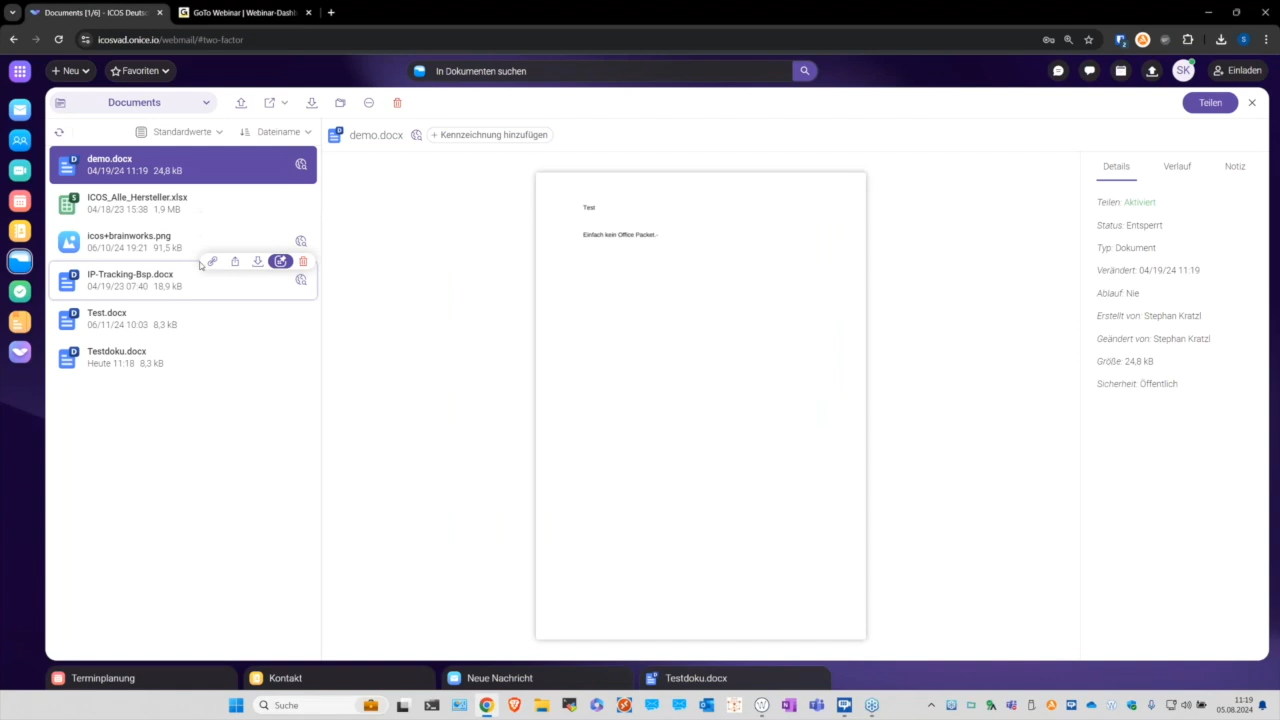 Documents [1/6] - ICOS Deutsc
GoTo Webinar | Webinar-Dash
icosvad.onice.io/webmail/#two-factor
+ Neu
Favoriten
In Dokumenten suchen
SK
Einladen
Documents
Teilen
Standardwerte
Dateiname
demo.docx
+ Kennzeichnung hinzufügen
demo.docx
04/19/24 11:19 24,8 kB
ICOS_Alle_Hersteller.xlsx
04/18/23 15:38 1,9 MB
icos+brainworks.png
06/10/24 19:21 91,5 kB
IP-Tracking-Bsp.docx
04/19/23 07:40 18,9 kB
Test.docx
06/11/24 10:03 8,3 kB
Testdoku.docx
Heute 11:18 8,3 kB
Test
Einfach kein Office Packet.-
Details
Verlauf
Notiz
Teilen: Aktiviert
Status: Entsperrt
Typ: Dokument
Verändert: 04/19/24 11:19
Ablauf: Nie
Erstellt von: Stephan Kratzl
Geändert von: Stephan Kratzl
Größe: 24,8 kB
Sicherheit: Öffentlich
Terminplanung
Kontakt
Neue Nachricht
Testdoku.docx
Suche
11:19
05.08.2024